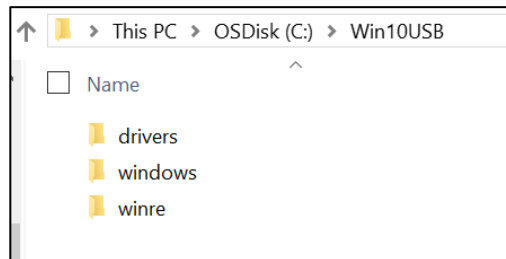 This PC > OSDisk (C:) > Win10USB
Name
drivers
windows
winre